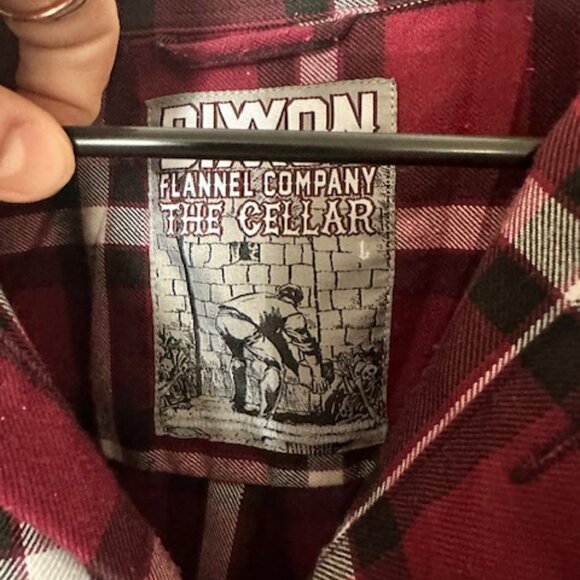 DIXXON
FLANNEL COMPANY
THE CELLAR
L